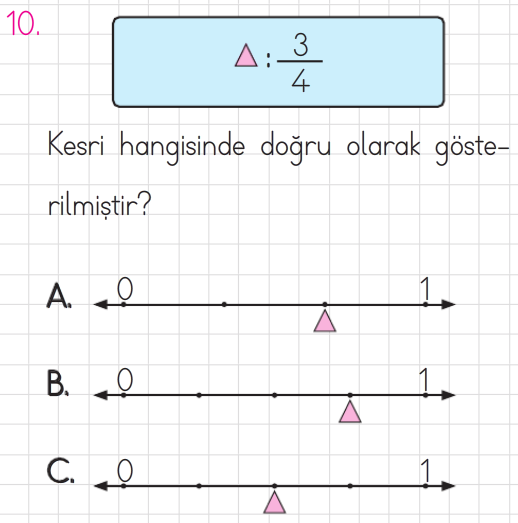 10.
▲ : 3/4
Kesri hangisinde doğru olarak göste-
rilmiştir?
A. 0 1
B. 0 1
C. 0 1